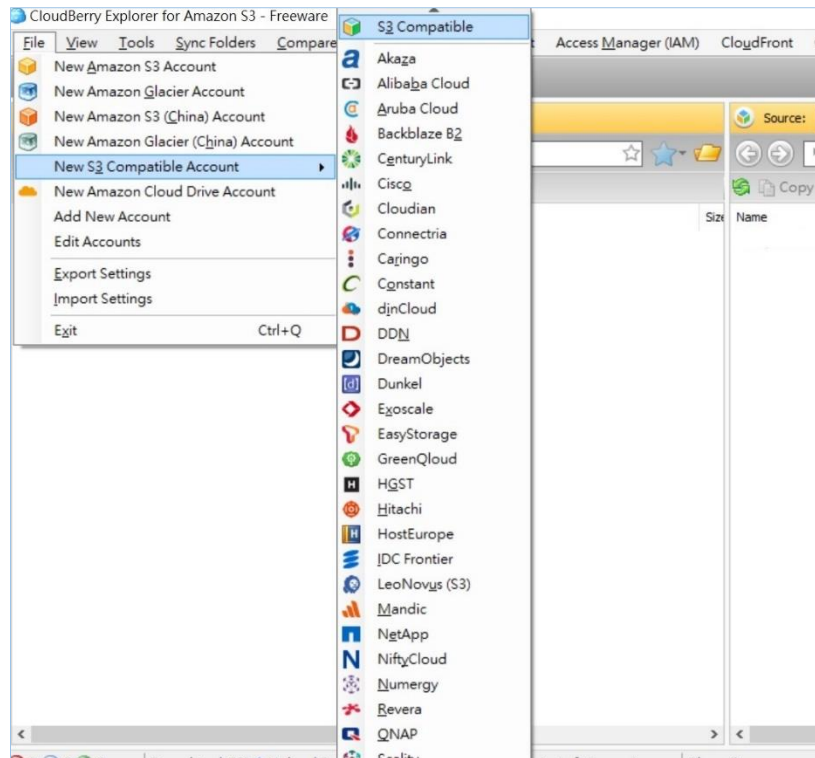 CloudBerry Explorer for Amazon S3 - Freeware
File View Tools Sync Folders Compare Access Manager (IAM) CloudFront
New Amazon S3 Account
New Amazon Glacier Account
New Amazon S3 (China) Account
New Amazon Glacier (China) Account
New S3 Compatible Account
New Amazon Cloud Drive Account
Add New Account
Edit Accounts
Export Settings
Import Settings
Exit Ctrl+Q
S3 Compatible
Akaza
Alibaba Cloud
Aruba Cloud
Backblaze B2
CenturyLink
Cisco
Cloudian
Connectria
Caringo
Constant
dinCloud
DDN
DreamObjects
Dunkel
Exoscale
EasyStorage
GreenQloud
HGST
Hitachi
HostEurope
IDC Frontier
LeoNovus (S3)
Mandic
NetApp
NiftyCloud
Numergy
Revera
QNAP
Source:
Copy
Size Name